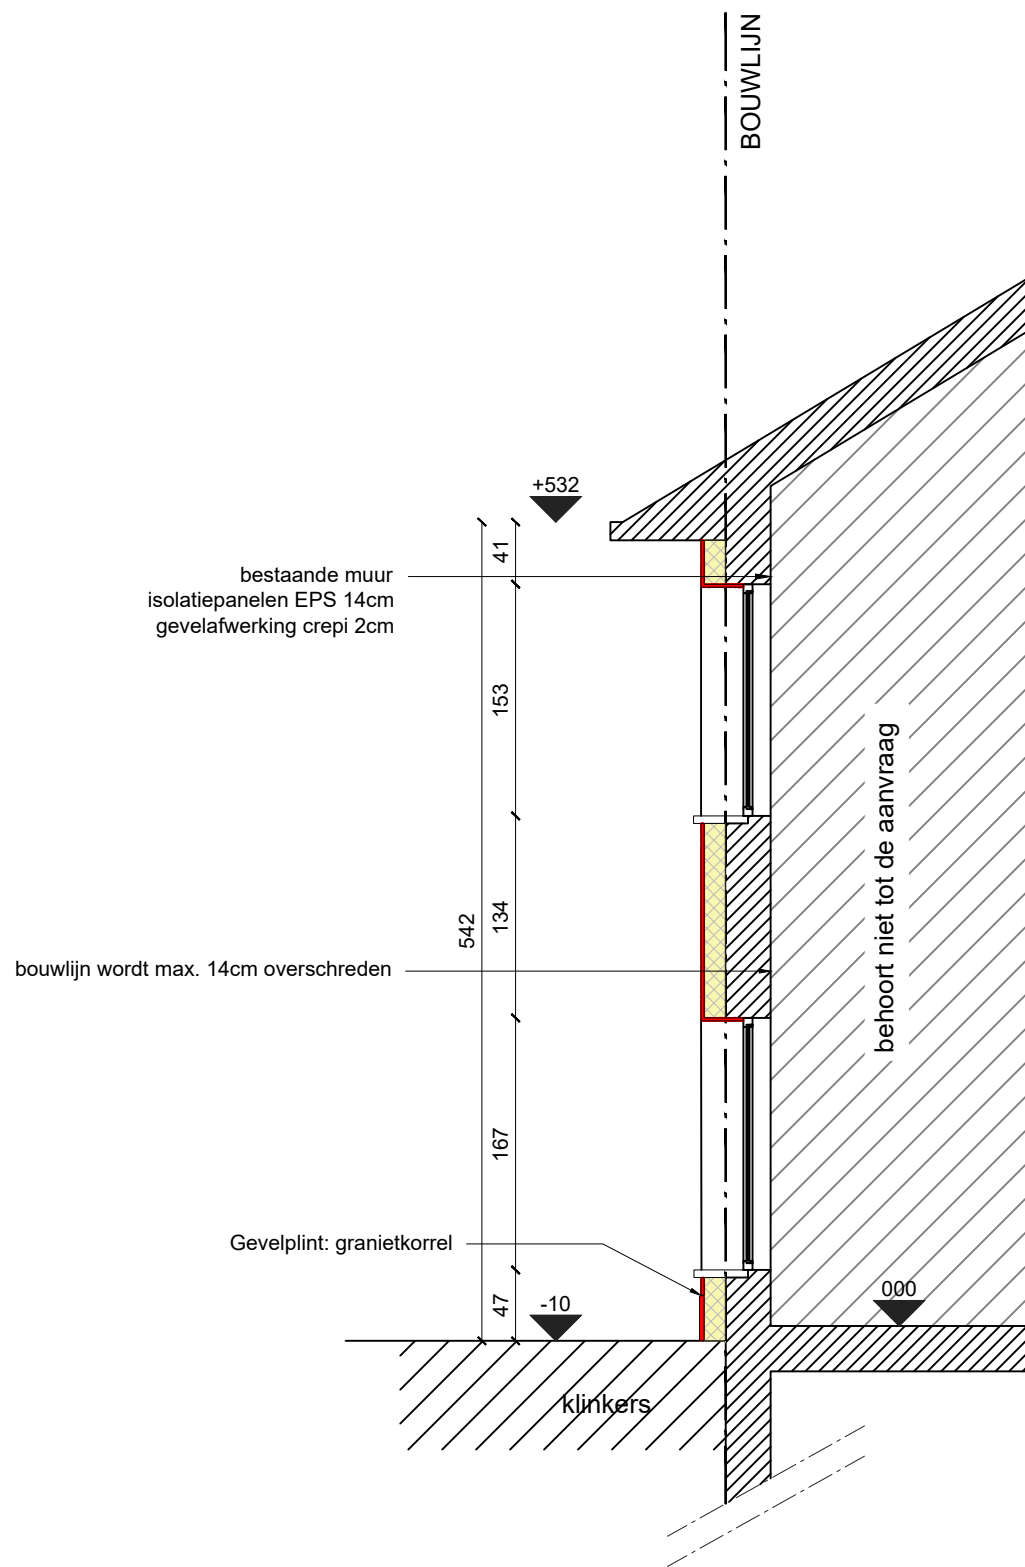 BOUWLIJN
+532
41
bestaande muur
isolatiepanelen EPS 14cm
gevelafwerking crepi 2cm
153
behoort niet tot de aanvraag
134
542
bouwlijn wordt max. 14cm overschreden
167
Gevelplint: granietkorrel
47
-10
000
klinkers